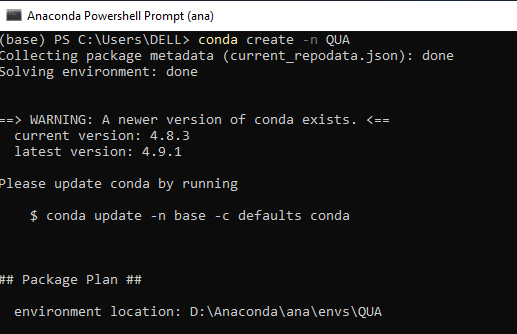 Anaconda Powershell Prompt (ana)
(base) PS C:\Users\DELL> conda create -n QUA
Collecting package metadata (current_repodata.json): done
Solving environment: done
==> WARNING: A newer version of conda exists. <==
  current version: 4.8.3
  latest version: 4.9.1
Please update conda by running
    $ conda update -n base -c defaults conda
## Package Plan ##
  environment location: D:\Anaconda\ana\envs\QUA